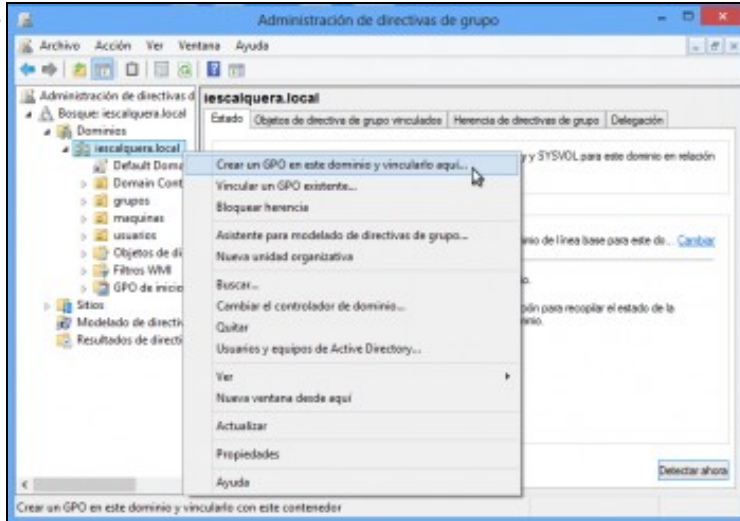 Administración de directivas de grupo
Archivo Acción Ver Ventana Ayuda
Administración de directivas d
Bosque: iescalquera.local
Dominios
iescalquera.local
Default Doma
Domain Cont
grupos
maquinas
usuarios
Objetos de di
Filtros WMI
GPO de inicio
Sitios
Modelado de directiv
Resultados de directi
iescalquera.local
Estado Objetos de directiva de grupo vinculados Herencia de directivas de grupo Delegación
y SYSVOL para este dominio en relación
nio de línea base para este do... Cambiar
ión para recopilar el estado de la
inio.
Detectar ahora
Crear un GPO en este dominio y vincularlo aquí...
Vincular un GPO existente...
Bloquear herencia
Asistente para modelado de directivas de grupo...
Nueva unidad organizativa
Buscar...
Cambiar el controlador de dominio...
Quitar
Usuarios y equipos de Active Directory...
Ver
Nueva ventana desde aquí
Actualizar
Propiedades
Ayuda
Crear un GPO en este dominio y vincularlo con este contenedor